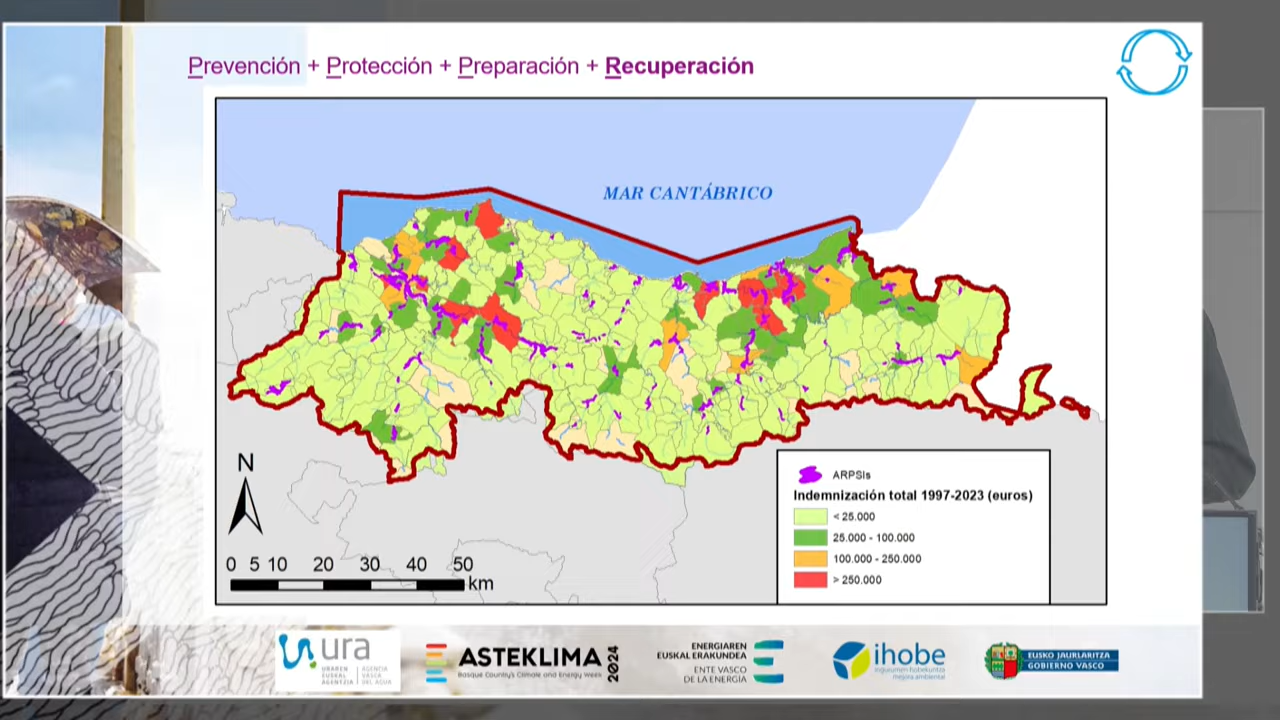 Prevención + Protección + Preparación + Recuperación
MAR CANTÁBRICO
N
0 5 10 20 30 40 50
km
ARPSIs
Indemnización total 1997-2023 (euros)
< 25.000
25.000 - 100.000
100.000 - 250.000
> 250.000
ura
URAREN
EUSKAL
AGENTZIA
AGENCIA
VASCA
DEL AGUA
ASTEKLIMA 2024
Basque Country's Climate and Energy Week
ENERGIAREN
EUSKAL ERAKUNDEA
ENTE VASCO
DE LA ENERGÍA
ihobe
ingurumen hobekuntza
mejora ambiental
EUSKO JAURLARITZA
GOBIERNO VASCO